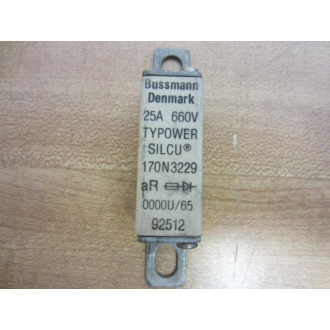 Bussmann
Denmark
25A 660V
TYPOWER
SILCU®
170N3229
aR
0000U/65
92512